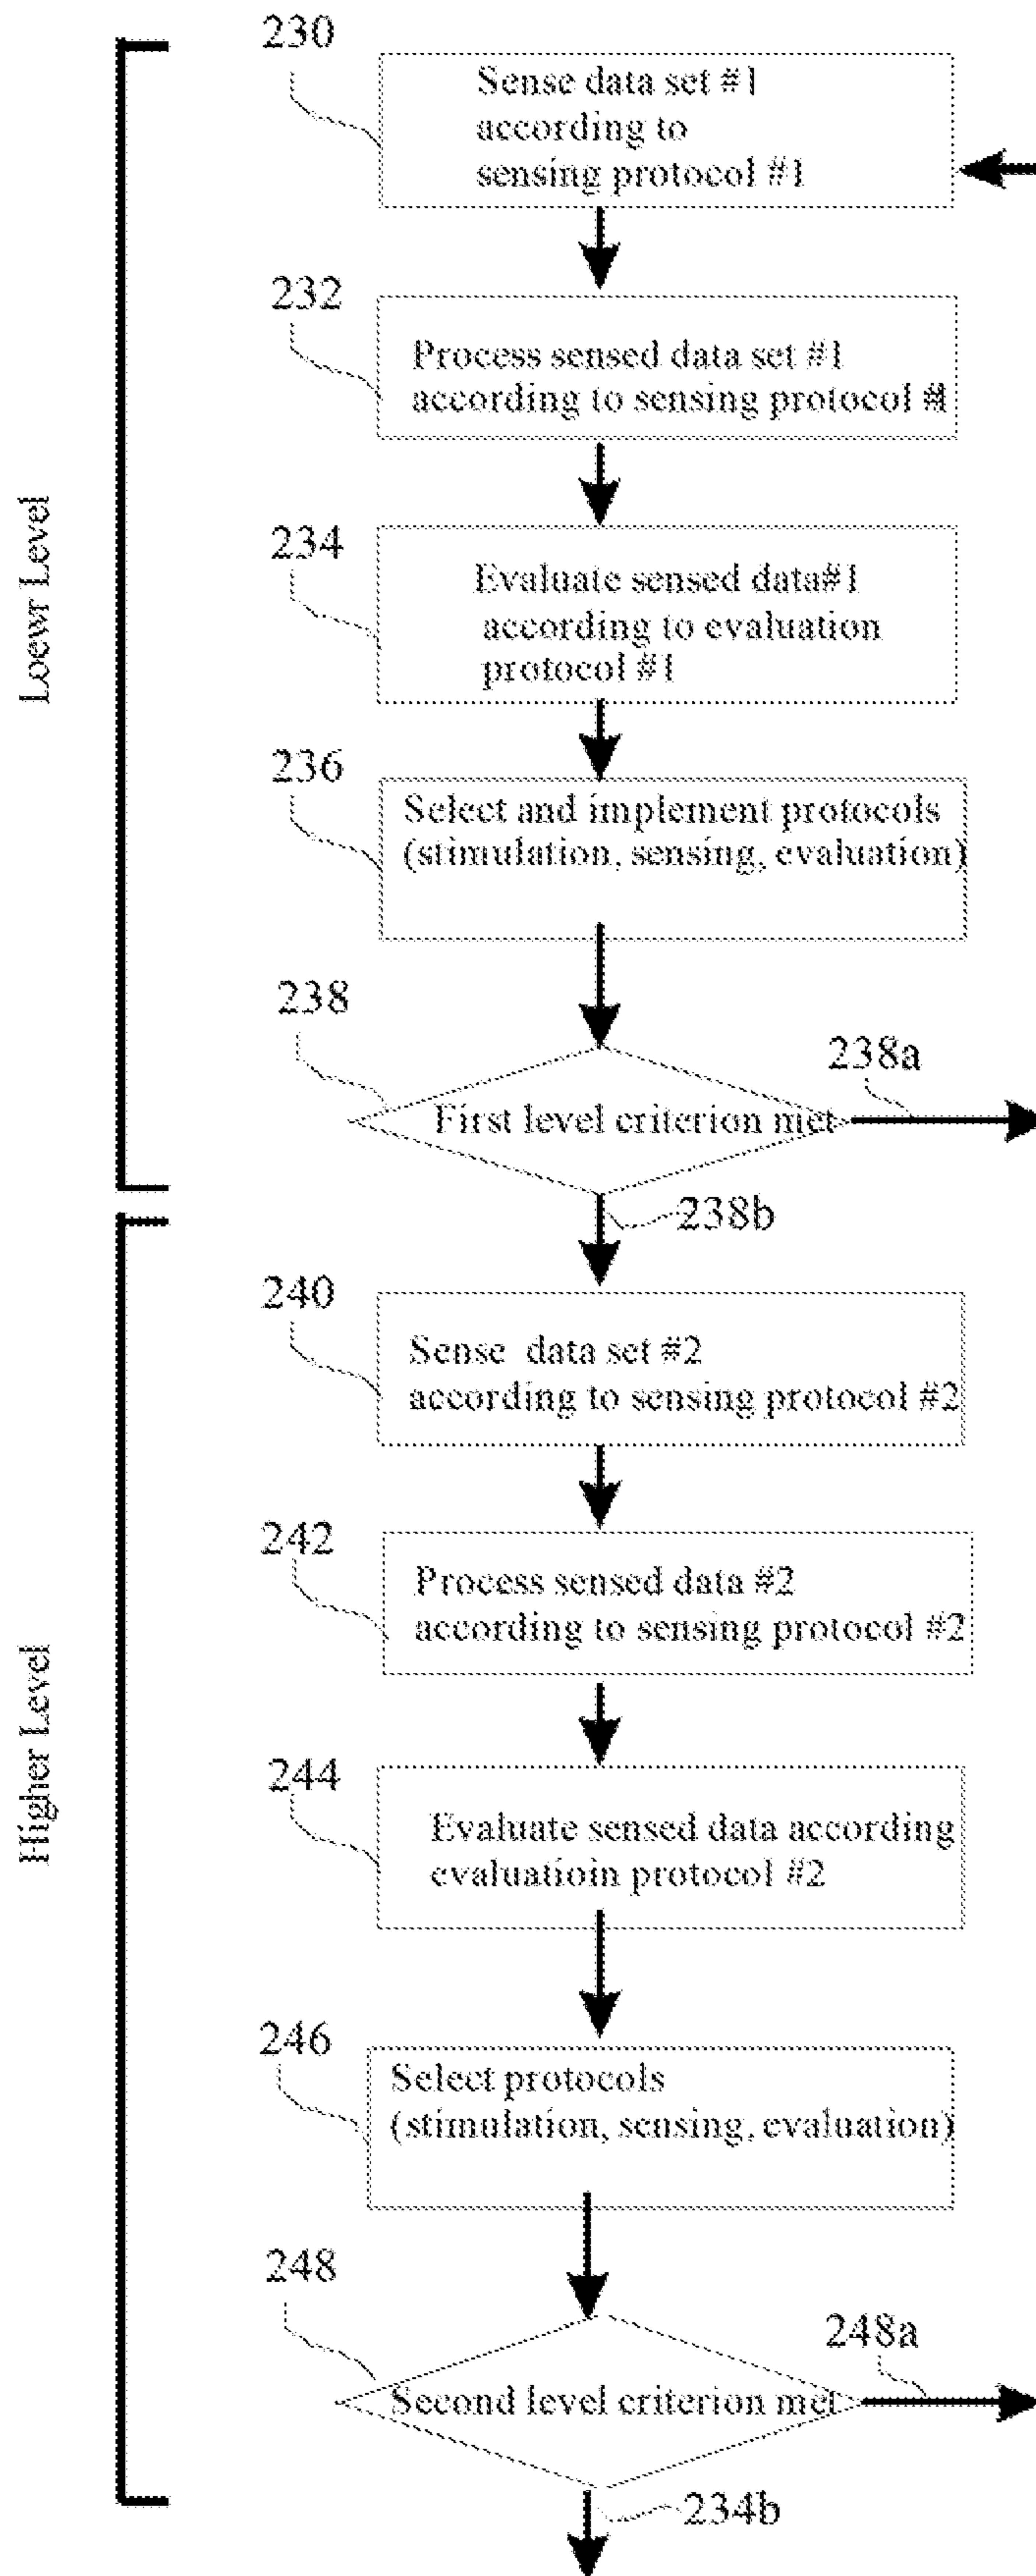 230
Sense data set #1
according to
sensing protocol #1
232
Process sensed data set #1
according to sensing protocol #1
234
Evaluate sensed data#1
according to evaluation
protocol #1
236
Select and implement protocols
(stimulation, sensing, evaluation)
238
First level criterion met
238a
238b
Loewr Level
240
Sense data set #2
according to sensing protocol #2
242
Process sensed data #2
according to sensing protocol #2
244
Evaluate sensed data according
evaluatioin protocol #2
246
Select protocols
(stimulation, sensing, evaluation)
248
Second level criterion met
248a
234b
Higher Level